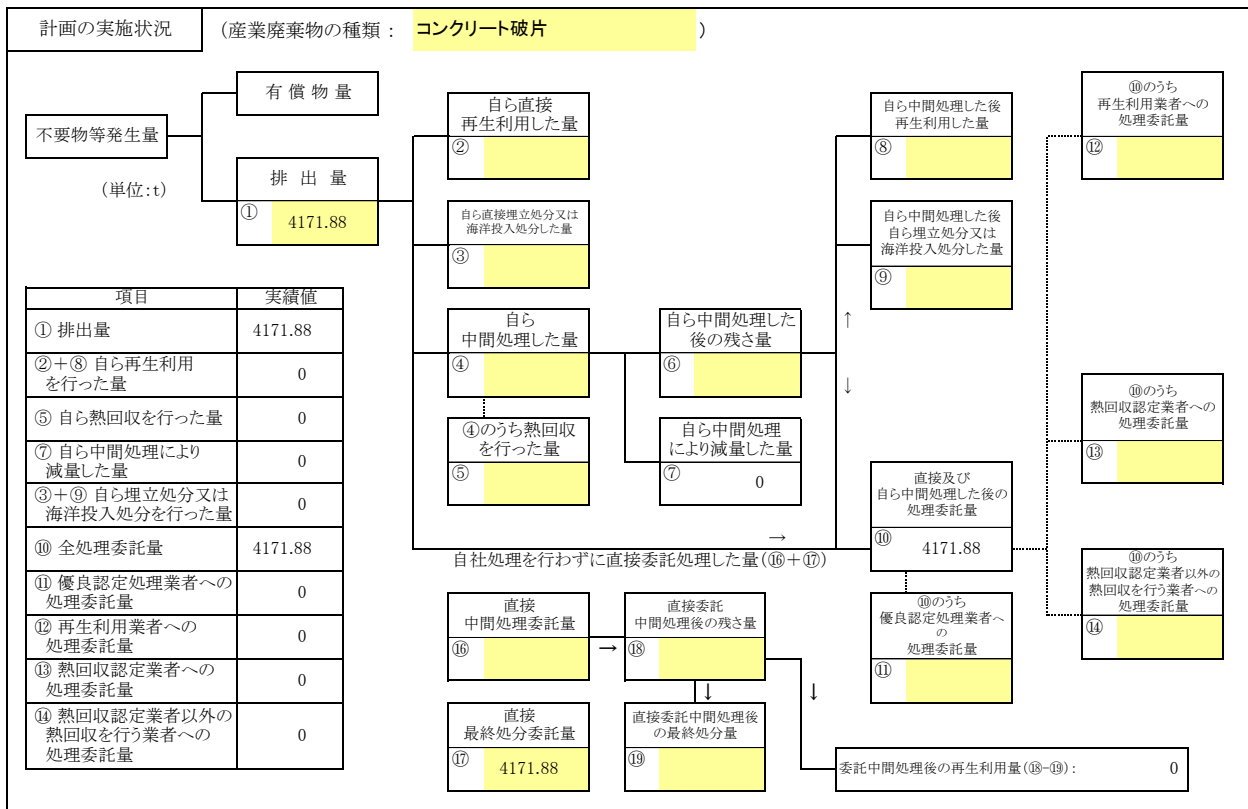 計画の実施状況
(産業廃棄物の種類： コンクリート破片 )
不要物等発生量
(単位:t)
有 償 物 量
排 出 量
① 4171.88
自ら直接
再生利用した量
②
自ら直接埋立処分又は
海洋投入処分した量
③
自ら
中間処理した量
④
④のうち熱回収
を行った量
⑤
自ら中間処理した
後の残さ量
⑥
自ら中間処理
により減量した量
⑦ 0
自ら中間処理した後
再生利用した量
⑧
自ら中間処理した後
自ら埋立処分又は
海洋投入処分した量
⑨
↑
↓
直接及び
自ら中間処理した後の
処理委託量
⑩ 4171.88
⑩のうち
再生利用業者への
処理委託量
⑫
⑩のうち
熱回収認定業者への
処理委託量
⑬
⑩のうち
熱回収認定業者以外の
熱回収を行う業者への
処理委託量
⑭
⑩のうち
優良認定処理業者へ
の
処理委託量
⑪
→
自社処理を行わずに直接委託処理した量(⑯＋⑰)
直接
中間処理委託量
⑯
→
直接委託
中間処理後の残さ量
⑱
↓
↓
直接
最終処分委託量
⑰ 4171.88
直接委託中間処理後
の最終処分量
⑲
委託中間処理後の再生利用量(⑱-⑲)： 0
項目 実績値
① 排出量 4171.88
②＋⑧ 自ら再生利用
を行った量 0
⑤ 自ら熱回収を行った量 0
⑦ 自ら中間処理により
減量した量 0
③＋⑨ 自ら埋立処分又は
海洋投入処分を行った量 0
⑩ 全処理委託量 4171.88
⑪ 優良認定処理業者への
処理委託量 0
⑫ 再生利用業者への
処理委託量 0
⑬ 熱回収認定業者への
処理委託量 0
⑭ 熱回収認定業者以外の
熱回収を行う業者への
処理委託量 0